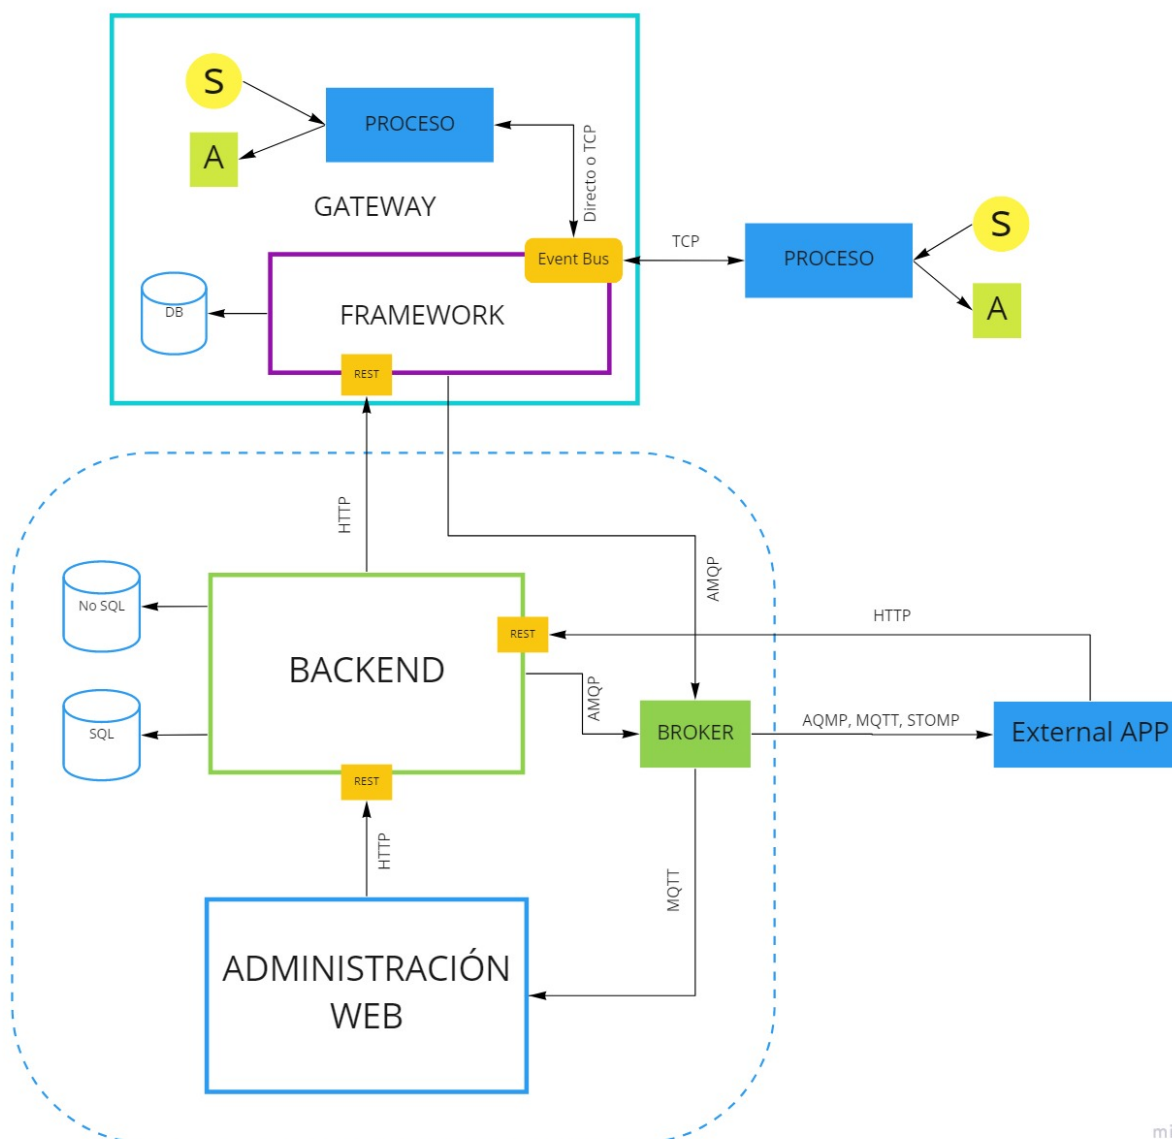 S
PROCESO
A
Directo o TCP
GATEWAY
Event Bus
TCP
PROCESO
S
A
DB
FRAMEWORK
REST
HTTP
AMQP
No SQL
SQL
BACKEND
REST
HTTP
AMQP
BROKER
AQMP, MQTT, STOMP
External APP
REST
HTTP
MQTT
ADMINISTRACIÓN
WEB
mi